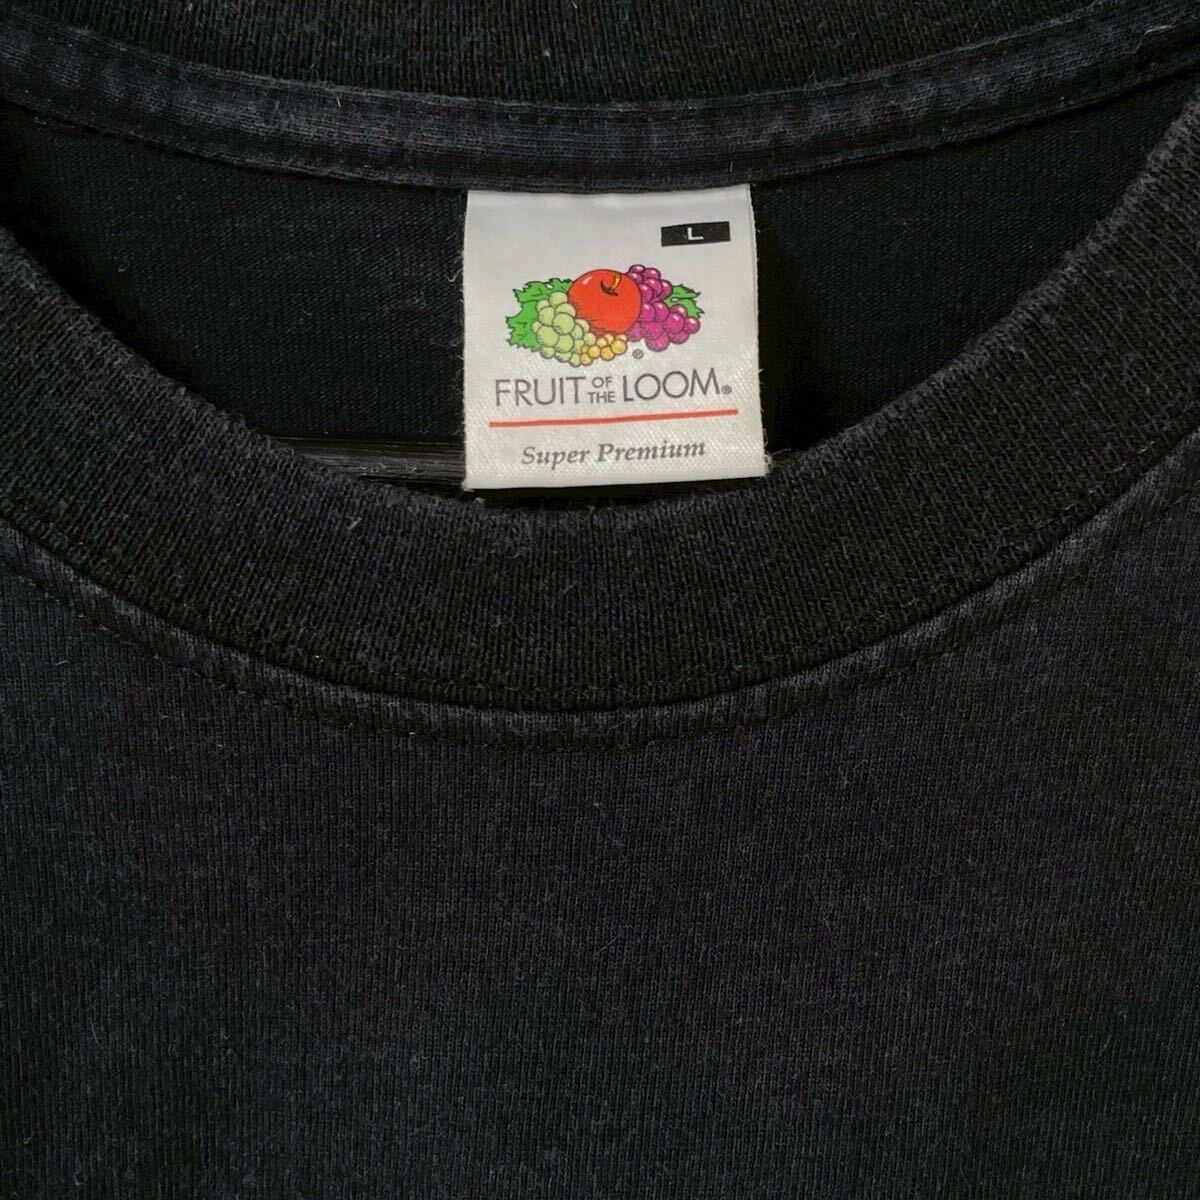 L
FRUIT OF THE LOOM®
Super Premium